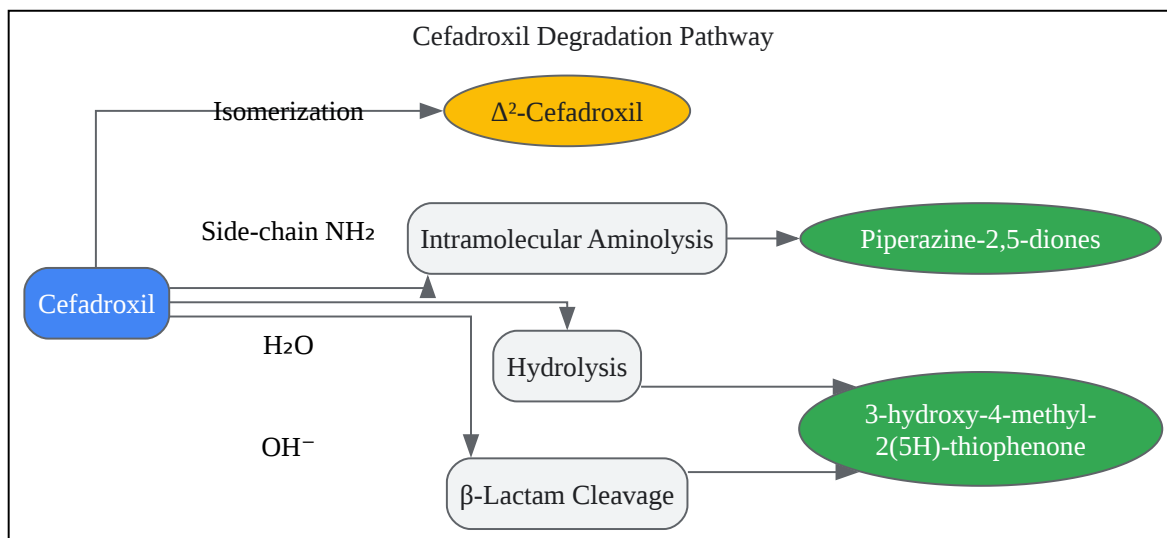 Cefadroxil Degradation Pathway
Isomerization
Δ²-Cefadroxil
Side-chain NH₂
Intramolecular Aminolysis
Piperazine-2,5-diones
Cefadroxil
H₂O
Hydrolysis
3-hydroxy-4-methyl-
2(5H)-thiophenone
OH⁻
β-Lactam Cleavage